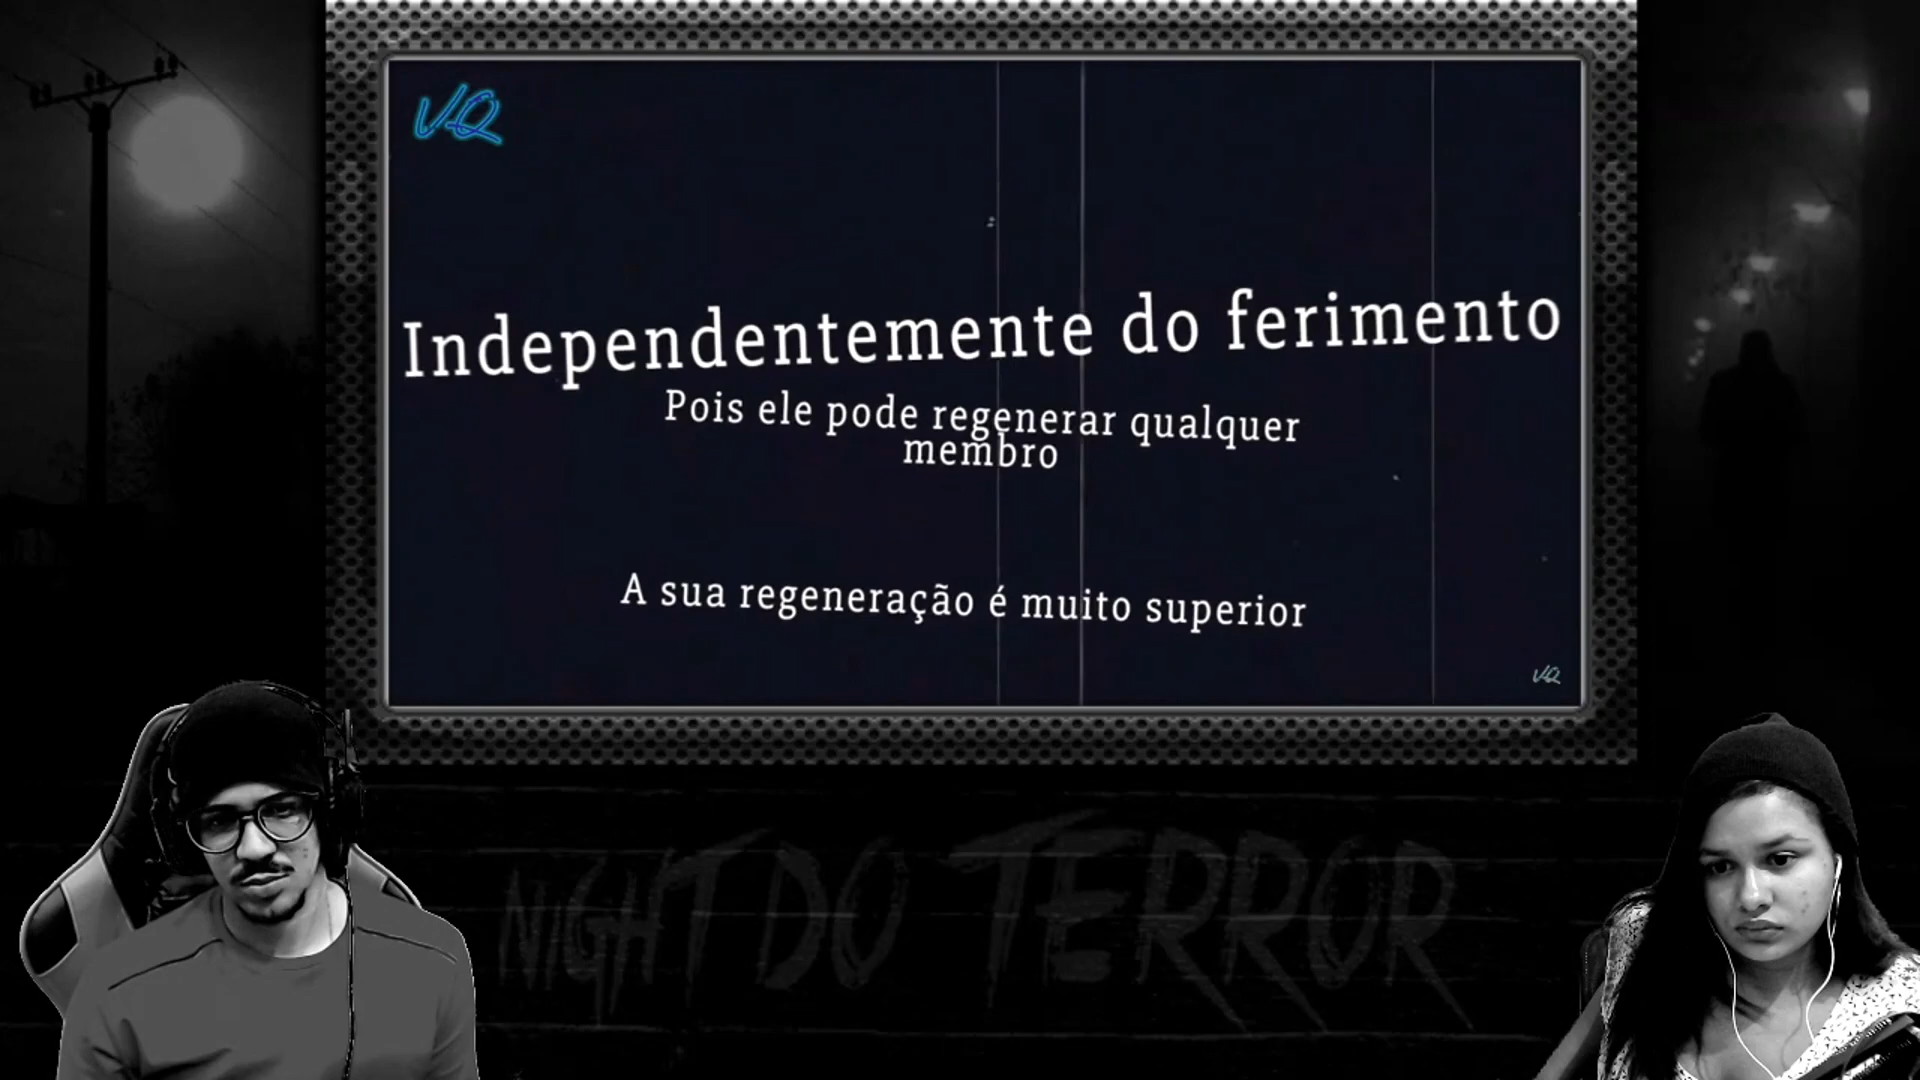 VQ
Independentemente do ferimento
Pois ele pode regenerar qualquer
membro
A sua regeneração é muito superior
VQ
NIGHT DO TERROR